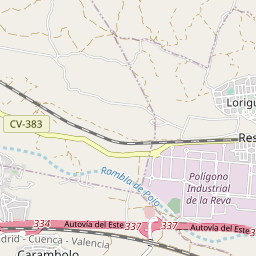 Lorigu
CV-383
Res
Polígono
Industrial
de la Reva
Rambla de Poio
334
Autovía del Este
337
337
Autovía del Este
drid - Cuenca - Valencia
Carambolo